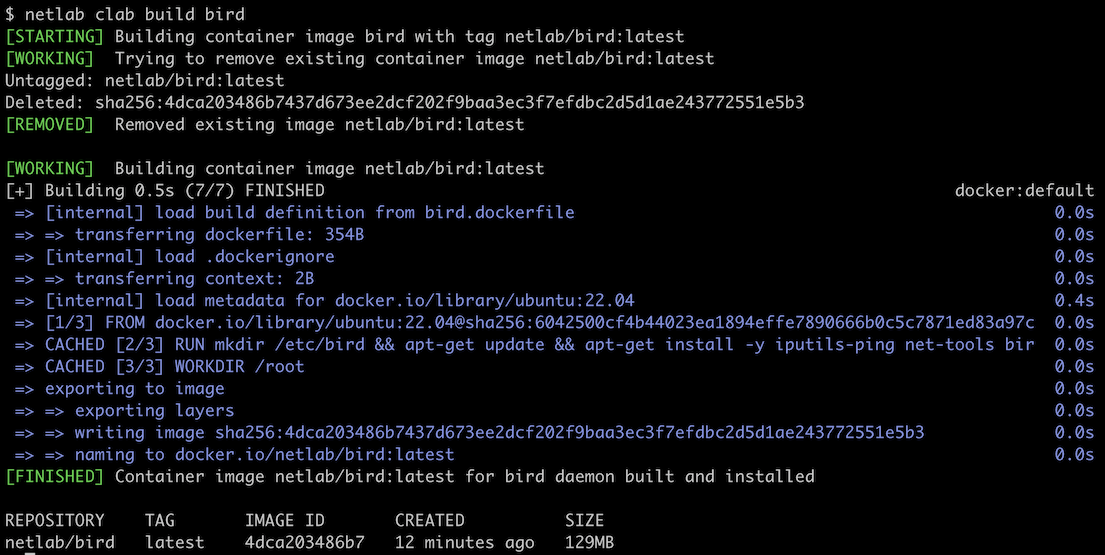 $ netlab clab build bird
[STARTING] Building container image bird with tag netlab/bird:latest
[WORKING]  Trying to remove existing container image netlab/bird:latest
Untagged: netlab/bird:latest
Deleted: sha256:4dca203486b7437d673ee2dcf202f9baa3ec3f7efdbc2d5d1ae243772551e5b3
[REMOVED]  Removed existing image netlab/bird:latest

[WORKING]  Building container image netlab/bird:latest
[+] Building 0.5s (7/7) FINISHED                                                               docker:default
 => [internal] load build definition from bird.dockerfile                                                0.0s
 => => transferring dockerfile: 354B                                                                     0.0s
 => [internal] load .dockerignore                                                                        0.0s
 => => transferring context: 2B                                                                          0.0s
 => [internal] load metadata for docker.io/library/ubuntu:22.04                                          0.4s
 => [1/3] FROM docker.io/library/ubuntu:22.04@sha256:6042500cf4b44023ea1894effe7890666b0c5c7871ed83a97c  0.0s
 => CACHED [2/3] RUN mkdir /etc/bird && apt-get update && apt-get install -y iputils-ping net-tools bir  0.0s
 => CACHED [3/3] WORKDIR /root                                                                           0.0s
 => exporting to image                                                                                   0.0s
 => => exporting layers                                                                                  0.0s
 => => writing image sha256:4dca203486b7437d673ee2dcf202f9baa3ec3f7efdbc2d5d1ae243772551e5b3             0.0s
 => => naming to docker.io/netlab/bird:latest                                                            0.0s
[FINISHED] Container image netlab/bird:latest for bird daemon built and installed

REPOSITORY    TAG       IMAGE ID       CREATED          SIZE
netlab/bird   latest    4dca203486b7   12 minutes ago   129MB